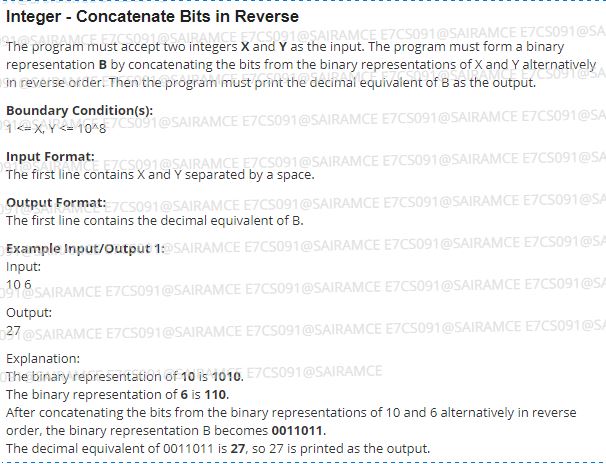 Integer - Concatenate Bits in Reverse
The program must accept two integers X and Y as the input. The program must form a binary
representation B by concatenating the bits from the binary representations of X and Y alternatively
in reverse order. Then the program must print the decimal equivalent of B as the output.
Boundary Condition(s):
1 <= X, Y <= 10^8
Input Format:
The first line contains X and Y separated by a space.
Output Format:
The first line contains the decimal equivalent of B.
Example Input/Output 1:
Input:
10 6
Output:
27
Explanation:
The binary representation of 10 is 1010.
The binary representation of 6 is 110.
After concatenating the bits from the binary representations of 10 and 6 alternatively in reverse
order, the binary representation B becomes 0011011.
The decimal equivalent of 0011011 is 27, so 27 is printed as the output.